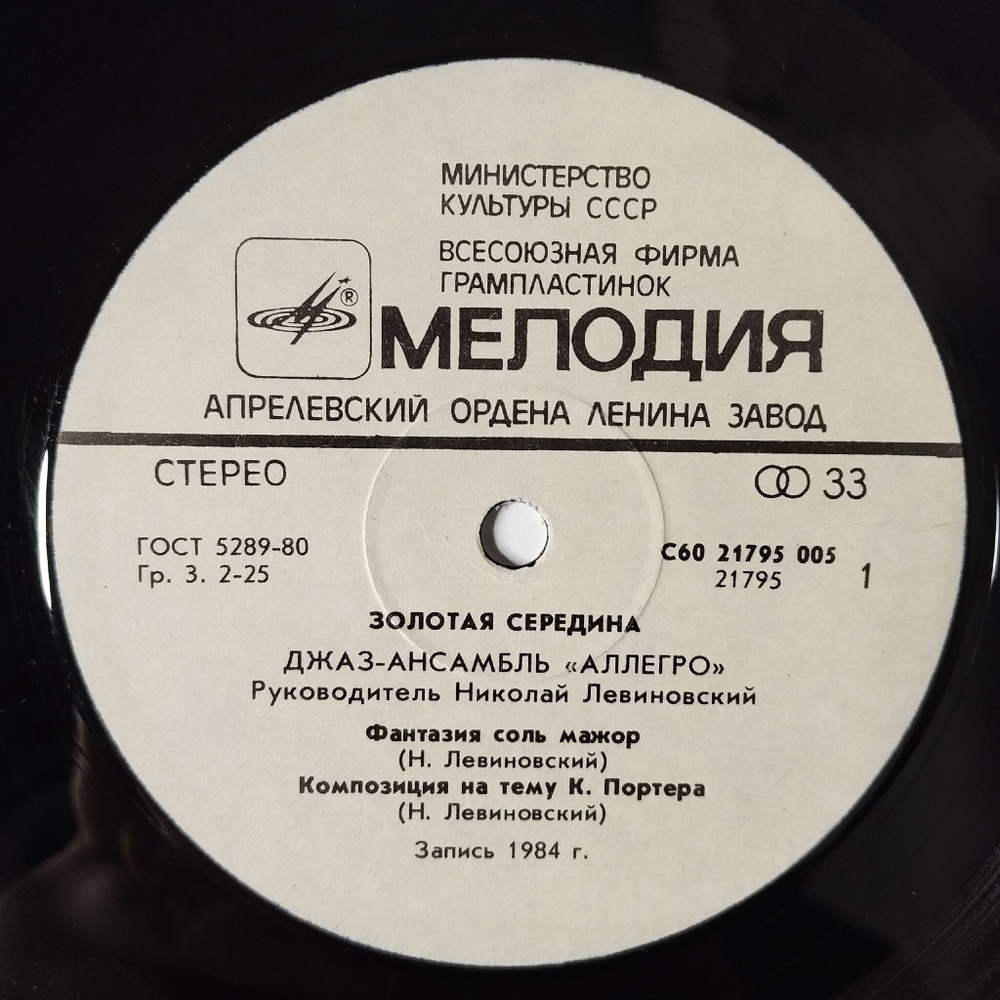 МИНИСТЕРСТВО
КУЛЬТУРЫ СССР
ВСЕСОЮЗНАЯ ФИРМА
ГРАМПЛАСТИНОК
®
МЕЛОДИЯ
АПРЕЛЕВСКИЙ ОРДЕНА ЛЕНИНА ЗАВОД
СТЕРЕО
33
ГОСТ 5289-80
Гр. 3. 2-25
С60 21795 005
21795
1
ЗОЛОТАЯ СЕРЕДИНА
ДЖАЗ-АНСАМБЛЬ «АЛЛЕГРО»
Руководитель Николай Левиновский
Фантазия соль мажор
(Н. Левиновский)
Композиция на тему К. Портера
(Н. Левиновский)
Запись 1984 г.